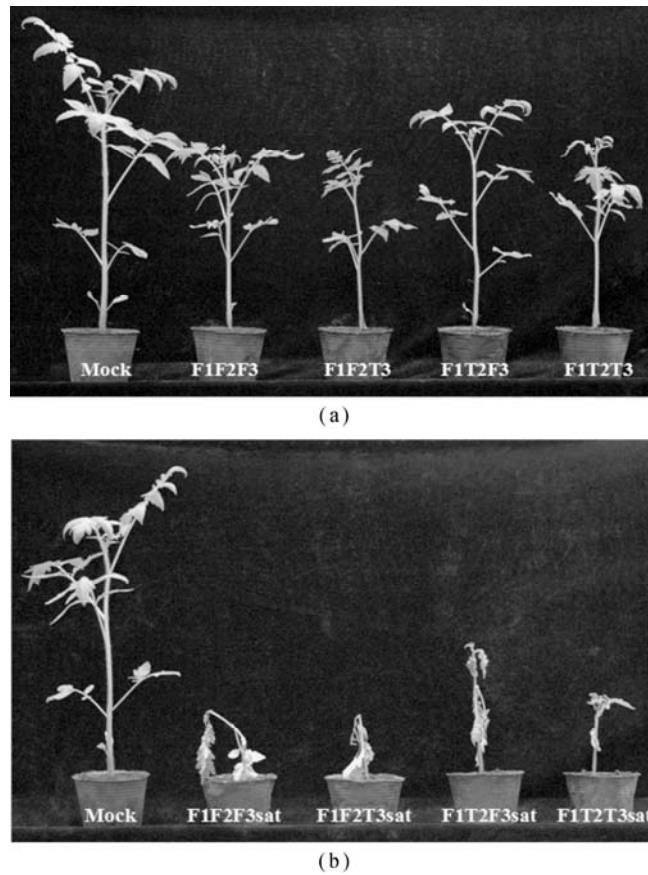 Mock F1F2F3 F1F2T3 F1T2F3 F1T2T3
(a)
Mock F1F2F3sat F1F2T3sat F1T2F3sat F1T2T3sat
(b)